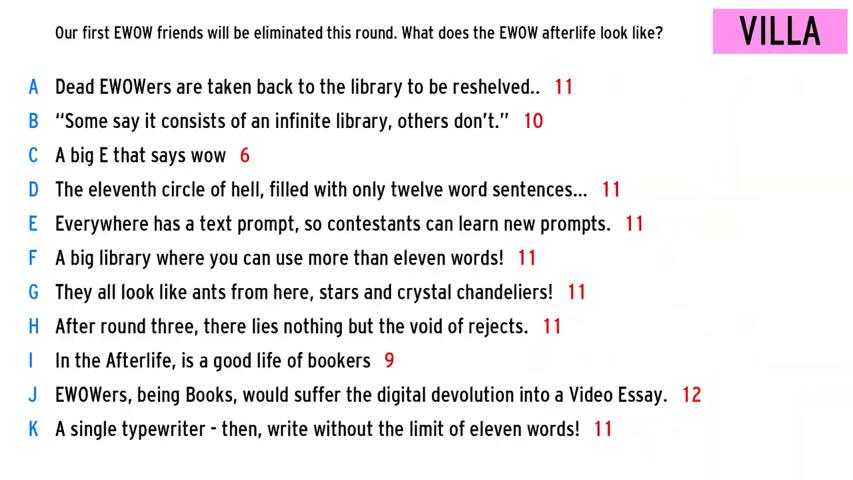 Our first EWOW friends will be eliminated this round. What does the EWOW afterlife look like?
VILLA
A Dead EWOWers are taken back to the library to be reshelved.. 11
B “Some say it consists of an infinite library, others don't.” 10
C A big E that says wow 6
D The eleventh circle of hell, filled with only twelve word sentences... 11
E Everywhere has a text prompt, so contestants can learn new prompts. 11
F A big library where you can use more than eleven words! 11
G They all look like ants from here, stars and crystal chandeliers! 11
H After round three, there lies nothing but the void of rejects. 11
I In the Afterlife, is a good life of bookers 9
J EWOWers, being Books, would suffer the digital devolution into a Video Essay. 12
K A single typewriter - then, write without the limit of eleven words! 11